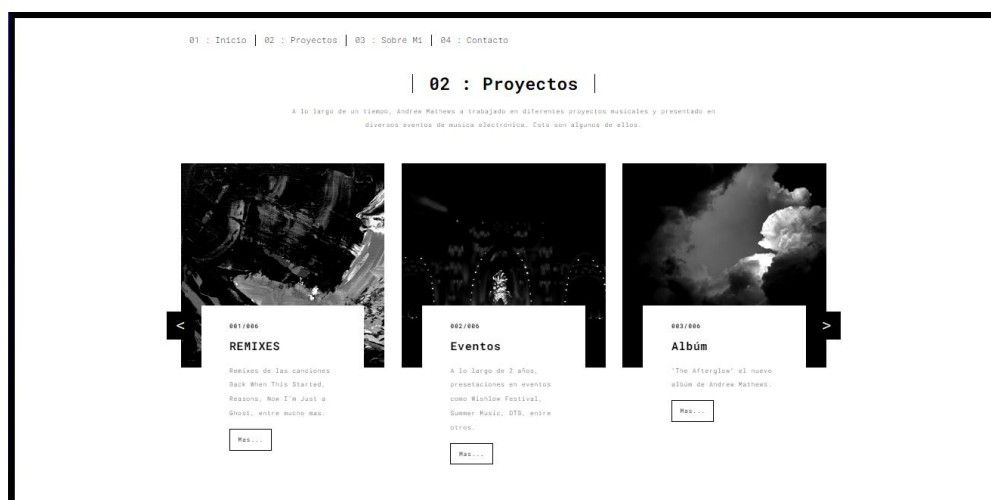 01 : Inicio | 02 : Proyectos | 03 : Sobre Mi | 04 : Contacto
| 02 : Proyectos |
A lo largo de un tiempo, Andrew Mathews a trabajado en diferentes proyectos musicales y presentado en
diversos eventos de musica electronica. Esto son algunos de ellos.
<
001/006
REMIXES
Remixes de las canciones
Back When This Started,
Reasons, Now I'm Just a
Ghost, entre mucho mas.
Mas...
002/006
Eventos
A lo largo de 3 años,
presetaciones en eventos
como Wishlow Festival,
Summer Music, DTB, entre
otros.
Mas...
003/006
Albúm
"The Afterglow" el nuevo
albúm de Andrew Mathews.
Mas...
>